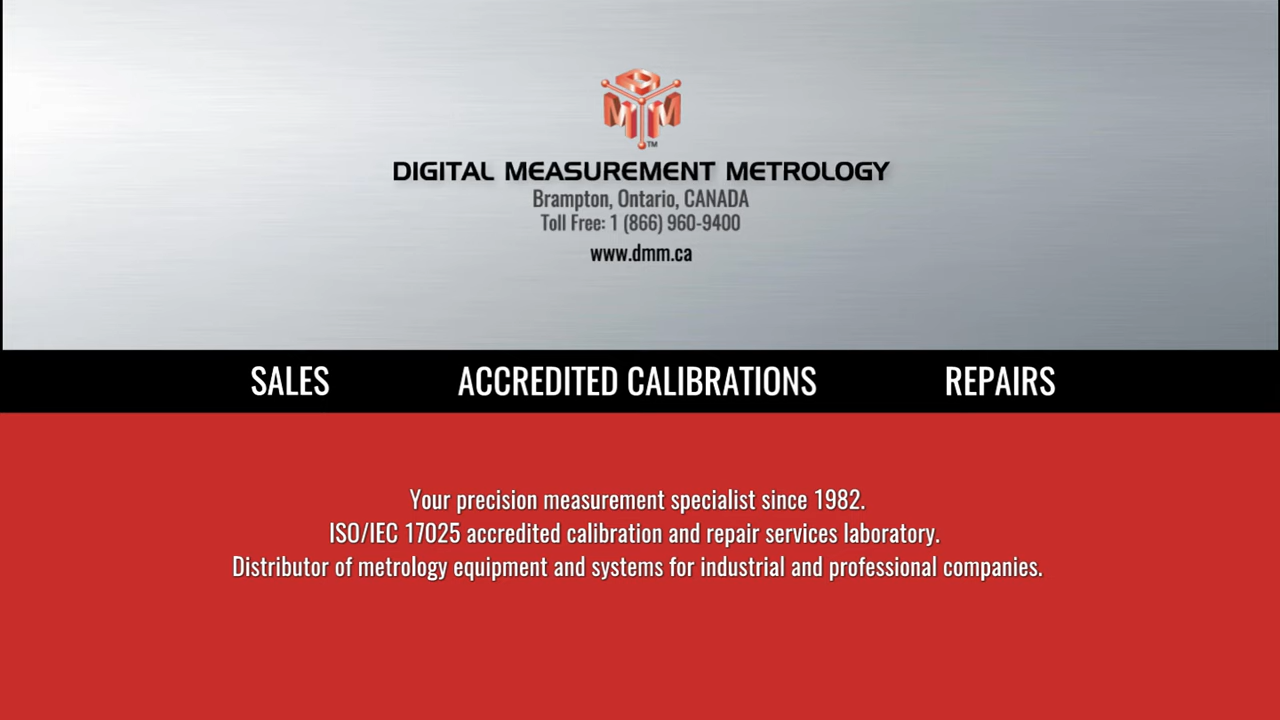 DMM
TM
DIGITAL MEASUREMENT METROLOGY
Brampton, Ontario, CANADA
Toll Free: 1 (866) 960-9400
www.dmm.ca
SALES ACCREDITED CALIBRATIONS REPAIRS
Your precision measurement specialist since 1982.
ISO/IEC 17025 accredited calibration and repair services laboratory.
Distributor of metrology equipment and systems for industrial and professional companies.